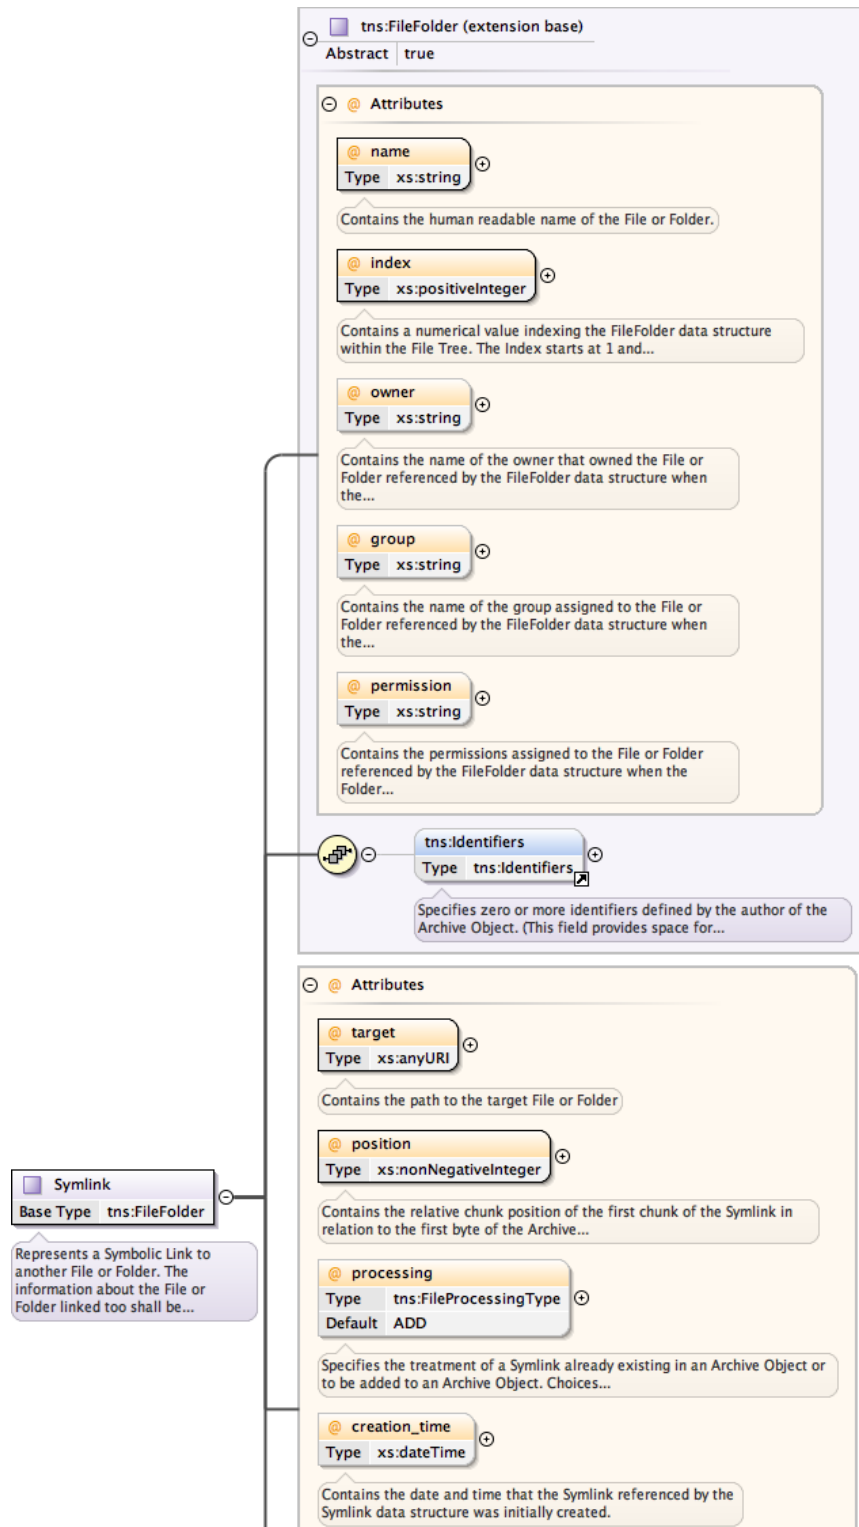 tns:FileFolder (extension base)
Abstract true
@ Attributes
@ name
Type xs:string
Contains the human readable name of the File or Folder.
@ index
Type xs:positiveInteger
Contains a numerical value indexing the FileFolder data structure
within the File Tree. The Index starts at 1 and...
@ owner
Type xs:string
Contains the name of the owner that owned the File or
Folder referenced by the FileFolder data structure when
the...
@ group
Type xs:string
Contains the name of the group assigned to the File or
Folder referenced by the FileFolder data structure when
the...
@ permission
Type xs:string
Contains the permissions assigned to the File or Folder
referenced by the FileFolder data structure when the
Folder...
tns:Identifiers
Type tns:Identifiers
Specifies zero or more identifiers defined by the author of the
Archive Object. (This field provides space for...
@ Attributes
@ target
Type xs:anyURI
Contains the path to the target File or Folder
@ position
Type xs:nonNegativeInteger
Contains the relative chunk position of the first chunk of the Symlink in
relation to the first byte of the Archive...
Symlink
Base Type tns:FileFolder
Represents a Symbolic Link to
another File or Folder. The
information about the File or
Folder linked too shall be...
@ processing
Type tns:FileProcessingType
Default ADD
Specifies the treatment of a Symlink already existing in an Archive Object or
to be added to an Archive Object. Choices...
@ creation_time
Type xs:dateTime
Contains the date and time that the Symlink referenced by the
Symlink data structure was initially created.